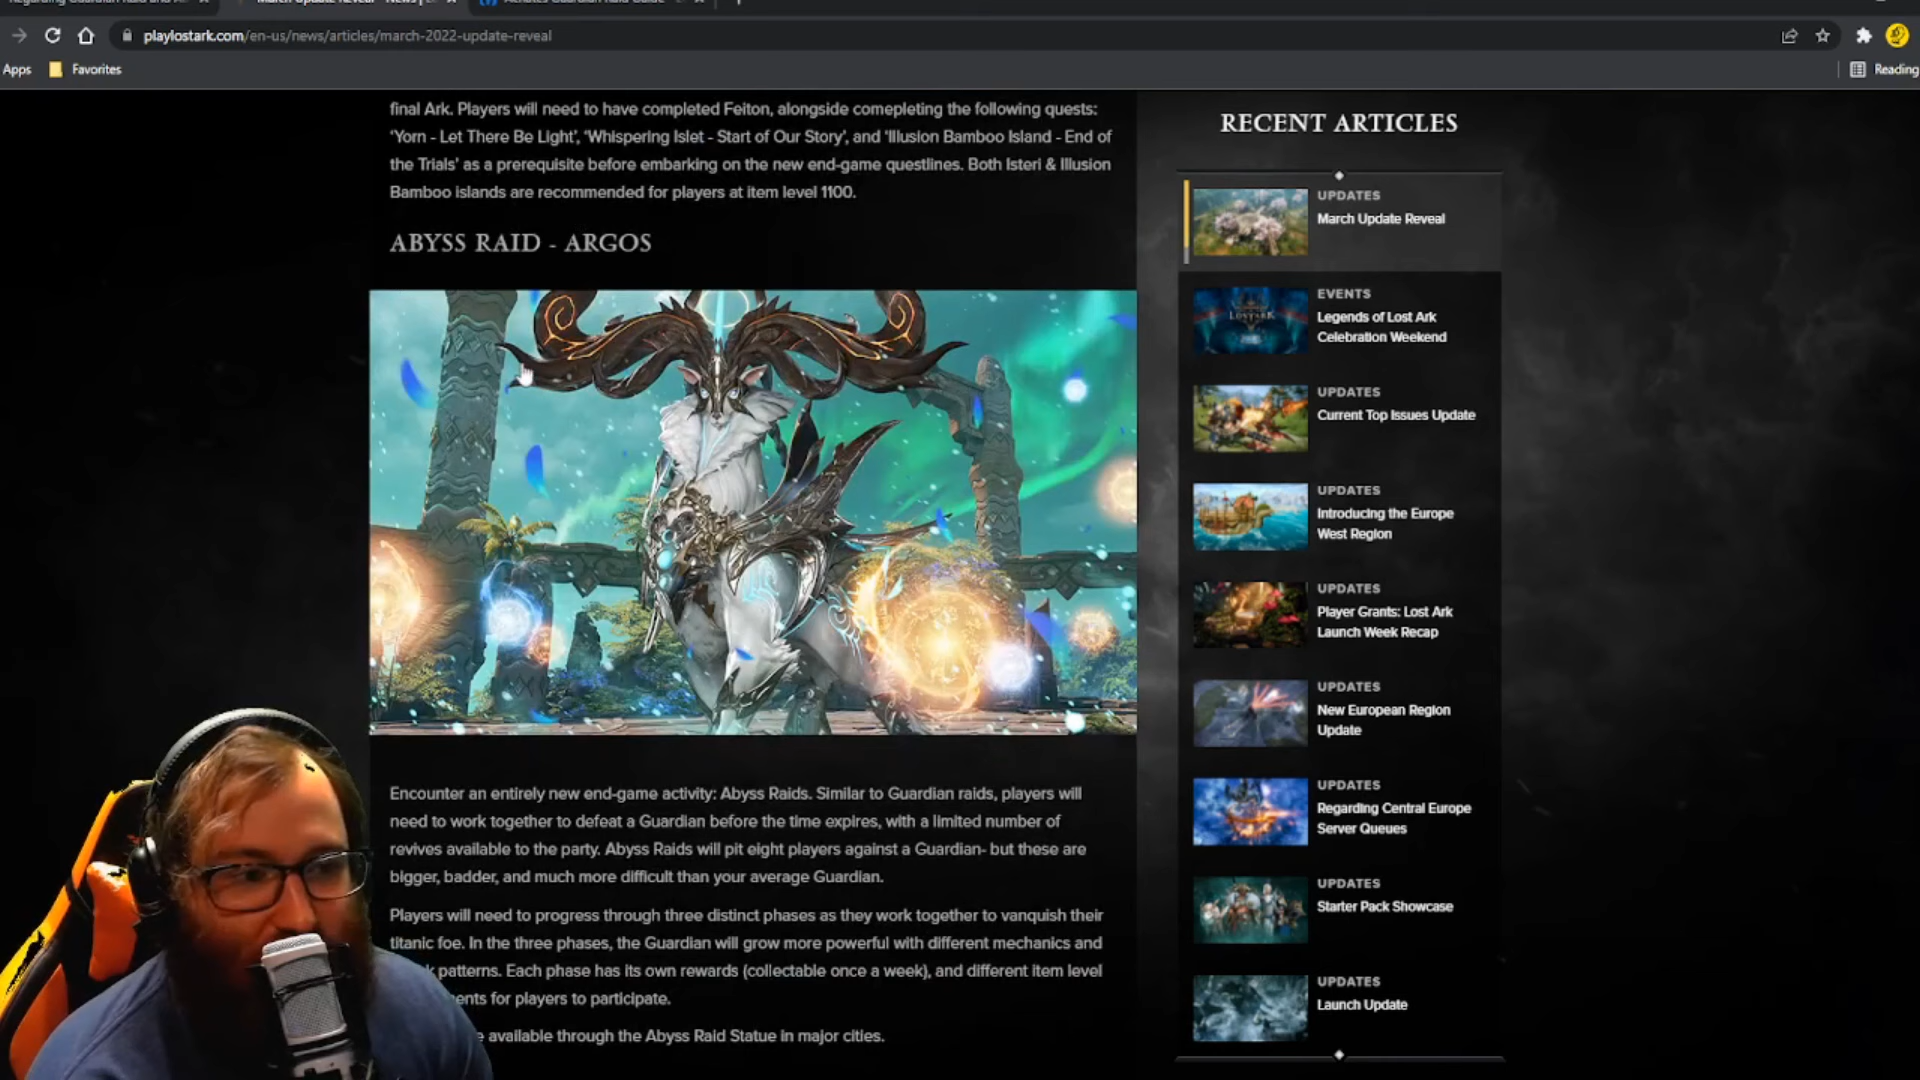 March Update Reveal - News |
playlostark.com/en-us/news/articles/march-2022-update-reveal
Apps Favorites Reading
final Ark. Players will need to have completed Feiton, alongside comepleting the following quests:
'Yorn - Let There Be Light', 'Whispering Islet - Start of Our Story', and 'Illusion Bamboo Island - End of
the Trials' as a prerequisite before embarking on the new end-game questlines. Both Isteri & Illusion
Bamboo islands are recommended for players at item level 1100.
ABYSS RAID - ARGOS
Encounter an entirely new end-game activity: Abyss Raids. Similar to Guardian raids, players will
need to work together to defeat a Guardian before the time expires, with a limited number of
revives available to the party. Abyss Raids will pit eight players against a Guardian- but these are
bigger, badder, and much more difficult than your average Guardian.
Players will need to progress through three distinct phases as they work together to vanquish their
titanic foe. In the three phases, the Guardian will grow more powerful with different mechanics and
patterns. Each phase has its own rewards (collectable once a week), and different item level
ents for players to participate.
available through the Abyss Raid Statue in major cities.
RECENT ARTICLES
UPDATES
March Update Reveal
EVENTS
Legends of Lost Ark
Celebration Weekend
LOST ARK
UPDATES
Current Top Issues Update
UPDATES
Introducing the Europe
West Region
UPDATES
Player Grants: Lost Ark
Launch Week Recap
UPDATES
New European Region
Update
UPDATES
Regarding Central Europe
Server Queues
UPDATES
Starter Pack Showcase
UPDATES
Launch Update